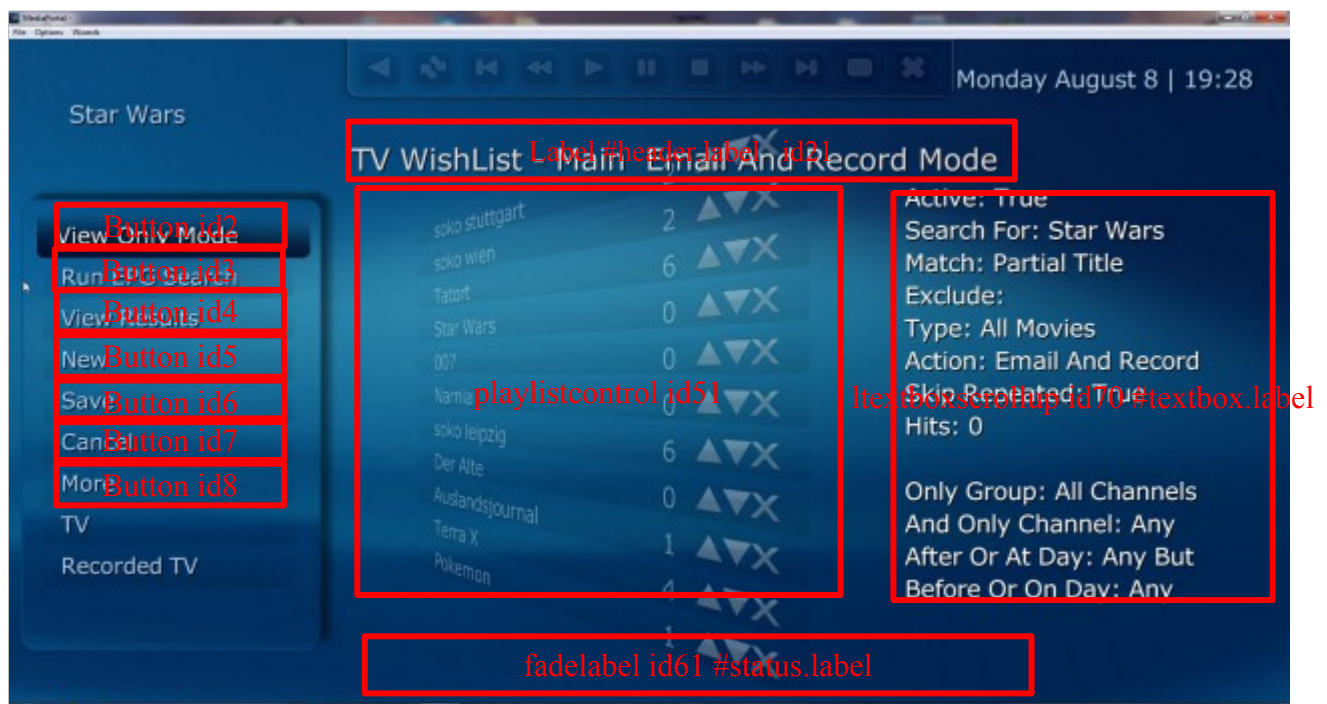 MediaPortal -
File Options Wizards
Monday August 8 | 19:28
Star Wars
Label #header.label id21
TV WishList - Main Email And Record Mode
Button id2
View Only Mode
Button id3
Run EPG Search
Button id4
View Results
Button id5
New
Button id6
Save
Button id7
Cancel
Button id8
More
TV
Recorded TV
soko stuttgart 2
soko wien 6
Tatort 0
Star Wars 0
007 0
Narnia 6
soko leipzig 0
Der Alte 1
Auslandsjournal 4
Terra X 1
Pokemon
playlistcontrol id51
Active: True
Search For: Star Wars
Match: Partial Title
Exclude:
Type: All Movies
Action: Email And Record
Skip Repeated: True
ltextboxscrollup id70 #textbox.label
Hits: 0
Only Group: All Channels
And Only Channel: Any
After Or At Day: Any But
Before Or On Day: Any
fadelabel id61 #status.label